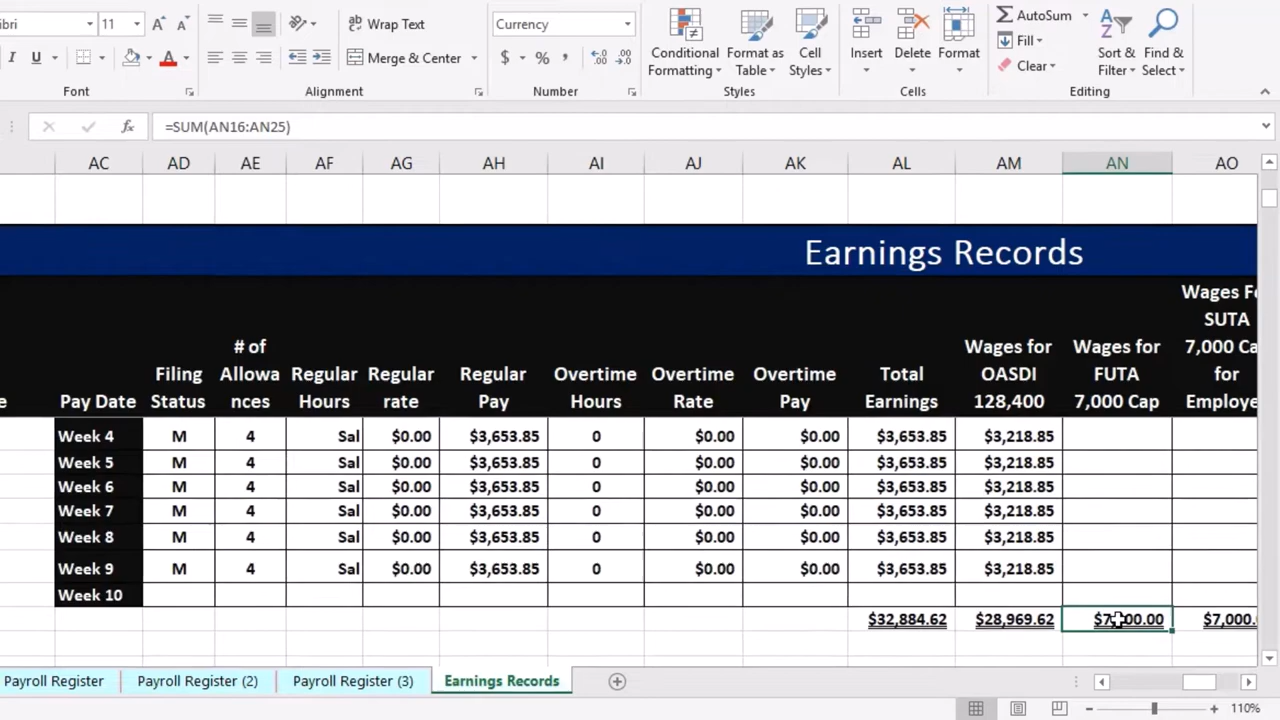 ibri 11 A A Wrap Text Currency Conditional Formatting Format as Table Cell Styles Insert Delete Format AutoSum Fill Clear Sort & Filter Find & Select
I U A Merge & Center $ % ,
Font Alignment Number Styles Cells Editing
fx =SUM(AN16:AN25)
AC AD AE AF AG AH AI AJ AK AL AM AN AO
Earnings Records
e Pay Date
Filing Status
# of Allowa nces
Regular Hours
Regular rate
Regular Pay
Overtime Hours
Overtime Rate
Overtime Pay
Total Earnings
Wages for OASDI 128,400
Wages for FUTA 7,000 Cap
Wages Fo SUTA 7,000 Ca for Employe
Week 4 M 4 Sal $0.00 $3,653.85 0 $0.00 $0.00 $3,653.85 $3,218.85
Week 5 M 4 Sal $0.00 $3,653.85 0 $0.00 $0.00 $3,653.85 $3,218.85
Week 6 M 4 Sal $0.00 $3,653.85 0 $0.00 $0.00 $3,653.85 $3,218.85
Week 7 M 4 Sal $0.00 $3,653.85 0 $0.00 $0.00 $3,653.85 $3,218.85
Week 8 M 4 Sal $0.00 $3,653.85 0 $0.00 $0.00 $3,653.85 $3,218.85
Week 9 M 4 Sal $0.00 $3,653.85 0 $0.00 $0.00 $3,653.85 $3,218.85
Week 10
$32,884.62 $28,969.62 $7,000.00 $7,000.
Payroll Register Payroll Register (2) Payroll Register (3) Earnings Records
110%